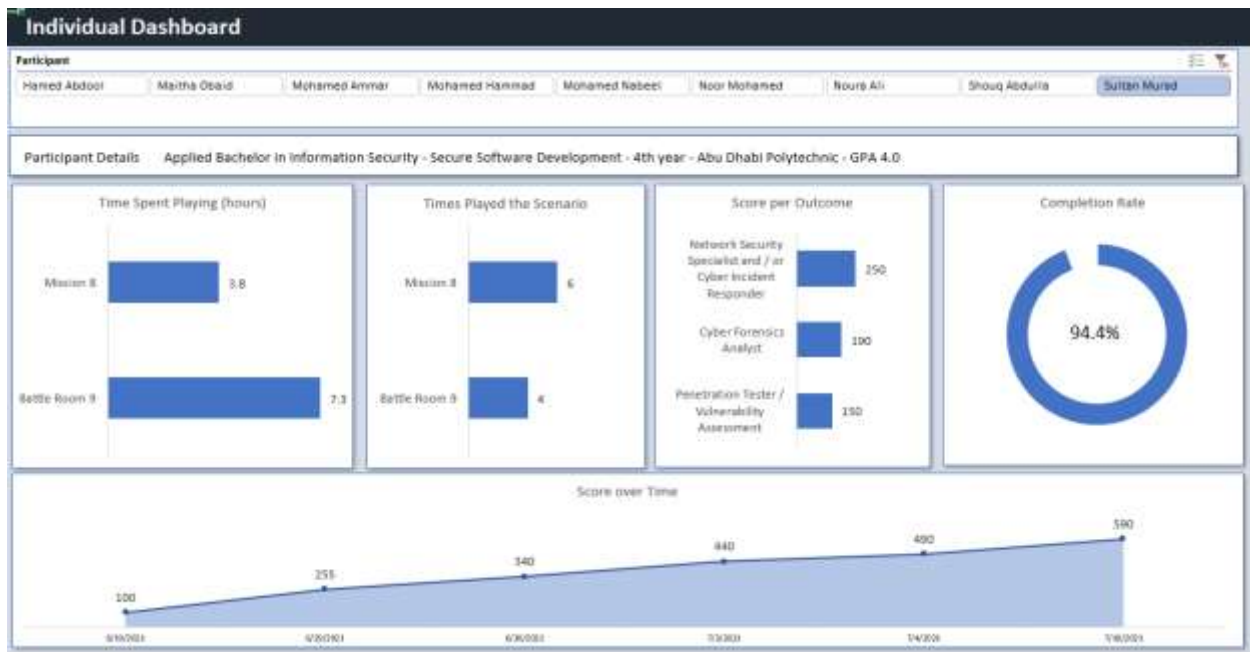 Individual Dashboard
Participant
Hamed Abdool Maitha Obaid Mohamed Ammar Mohamed Hammad Mohamed Nabeel Noor Mohamed Noura Ali Shouq Abdulla Sultan Murad
Participant Details Applied Bachelor in Information Security - Secure Software Development - 4th year - Abu Dhabi Polytechnic - GPA 4.0
Time Spent Playing (hours)
Mission 8 3.8
Battle Room 9 7.3
Times Played the Scenario
Mission 8 6
Battle Room 9 4
Score per Outcome
Network Security
Specialist and / or
Cyber Incident
Responder
250
Cyber Forensics
Analyst
190
Penetration Tester /
Vulnerability
Assessment
150
Completion Rate
94.4%
Score over Time
100 255 340 440 490 590